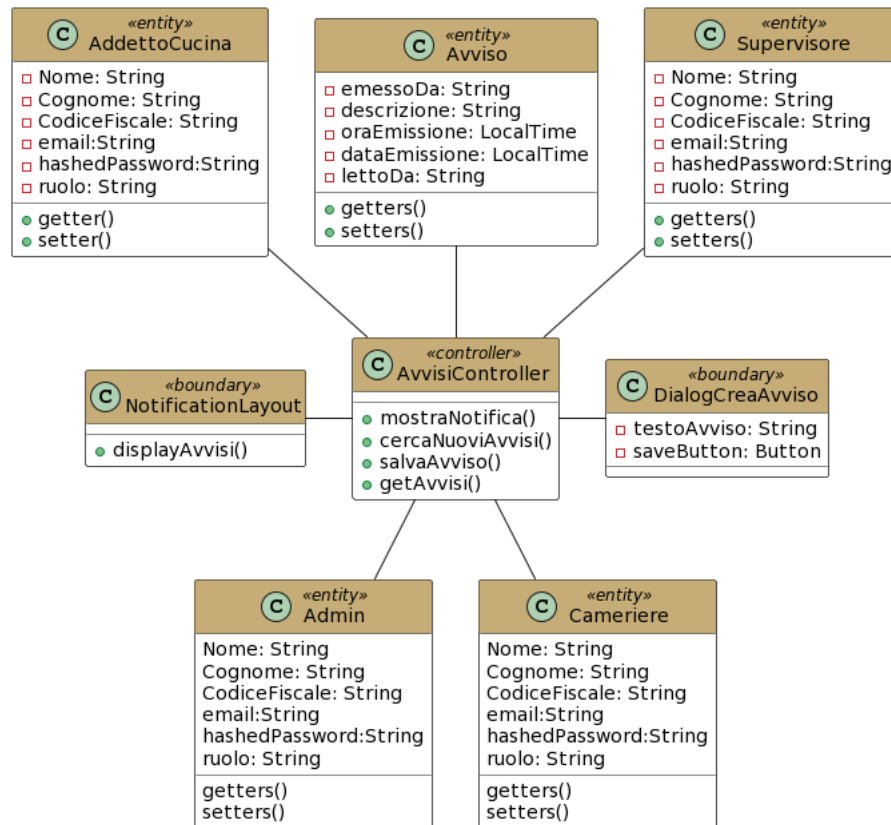 «entity»
C AddettoCucina
Nome: String
Cognome: String
CodiceFiscale: String
email:String
hashedPassword:String
ruolo: String
getter()
setter()
«entity»
C Avviso
emessoDa: String
descrizione: String
oraEmissione: LocalTime
dataEmissione: LocalTime
lettoDa: String
getters()
setters()
«entity»
C Supervisore
Nome: String
Cognome: String
CodiceFiscale: String
email:String
hashedPassword:String
ruolo: String
getters()
setters()
«boundary»
C NotificationLayout
displayAvvisi()
«controller»
C AvvisiController
mostraNotifica()
cercaNuoviAvvisi()
salvaAvviso()
getAvvisi()
«boundary»
C DialogCreaAvviso
testoAvviso: String
saveButton: Button
«entity»
C Admin
Nome: String
Cognome: String
CodiceFiscale: String
email:String
hashedPassword:String
ruolo: String
getters()
setters()
«entity»
C Cameriere
Nome: String
Cognome: String
CodiceFiscale: String
email:String
hashedPassword:String
ruolo: String
getters()
setters()